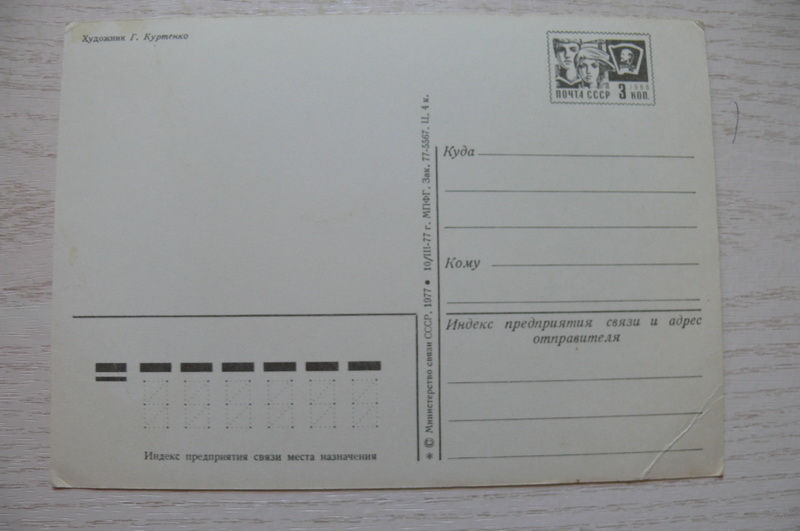 Художник Г. Куртенко
1966
ПОЧТА СССР 3 КОП.
Куда
Кому
Индекс предприятия связи и адрес
отправителя
* © Министерство связи СССР, 1977 ● 10/III-77 г. МПФГ. Зак. 77-5567. Ц. 4 к.
Индекс предприятия связи места назначения